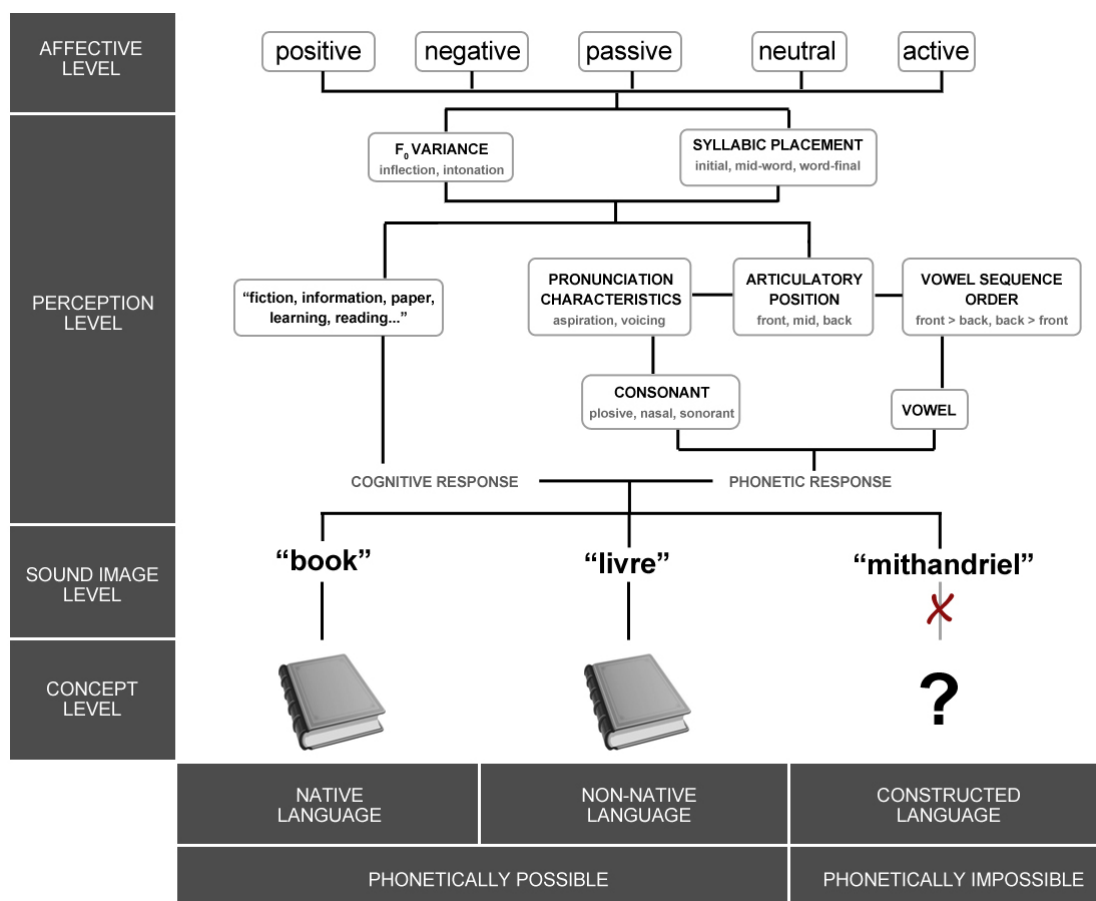 AFFECTIVE
LEVEL
positive
negative
passive
neutral
active
PERCEPTION
LEVEL
F0 VARIANCE
inflection, intonation
SYLLABIC PLACEMENT
initial, mid-word, word-final
“fiction, information, paper,
learning, reading...”
PRONUNCIATION
CHARACTERISTICS
aspiration, voicing
ARTICULATORY
POSITION
front, mid, back
VOWEL SEQUENCE
ORDER
front > back, back > front
CONSONANT
plosive, nasal, sonorant
VOWEL
COGNITIVE RESPONSE
PHONETIC RESPONSE
SOUND IMAGE
LEVEL
“book”
“livre”
“mithandriel”
CONCEPT
LEVEL
?
NATIVE
LANGUAGE
NON-NATIVE
LANGUAGE
CONSTRUCTED
LANGUAGE
PHONETICALLY POSSIBLE
PHONETICALLY IMPOSSIBLE